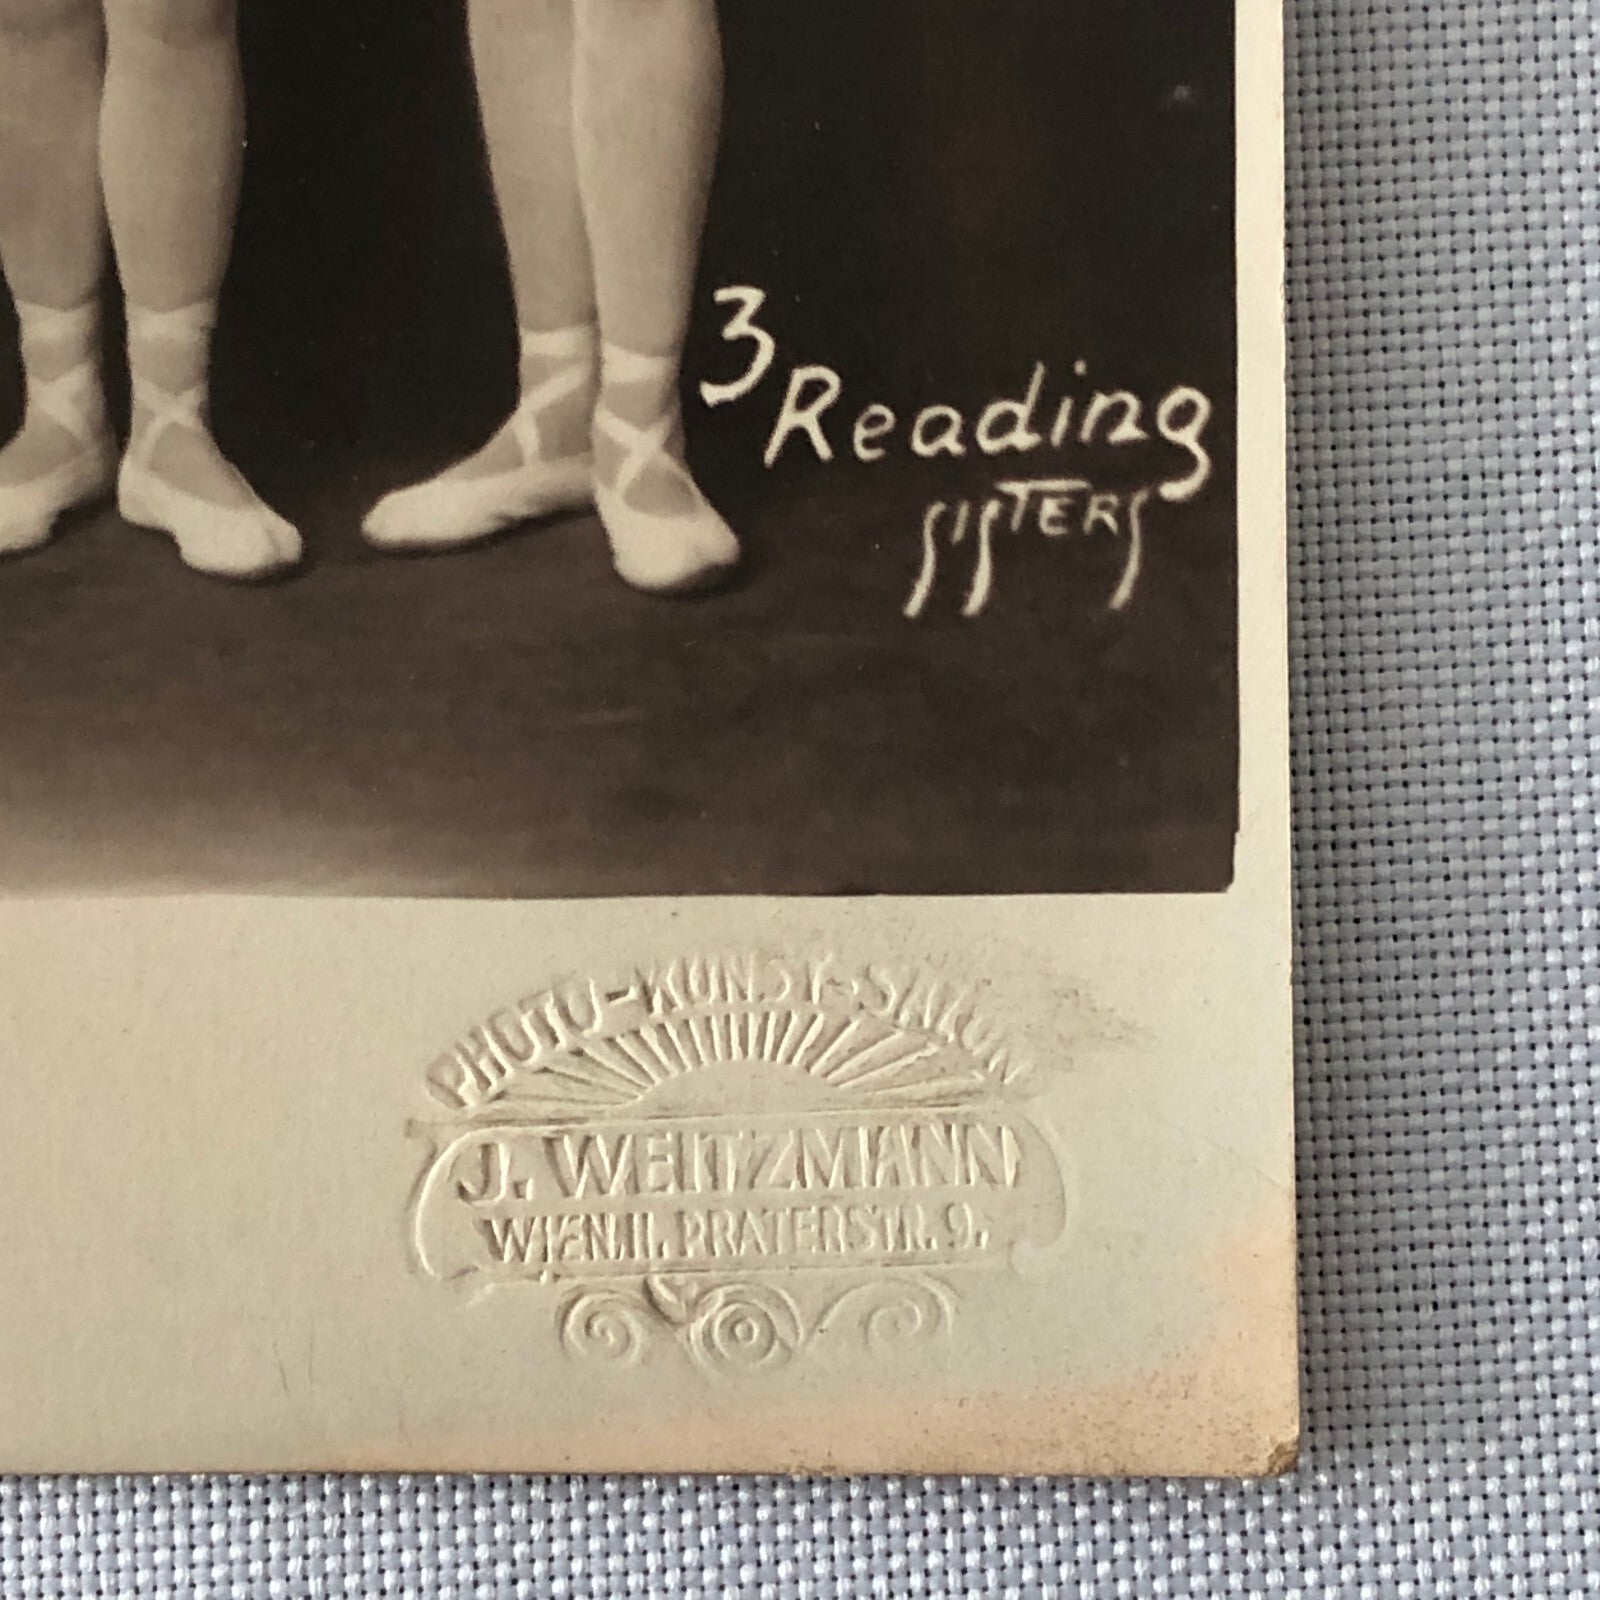 3 Reading
SISTERS
PHOTO-KUNST-SALON
J. WEITZMANN
WIEN.II. PRATERSTR. 9.